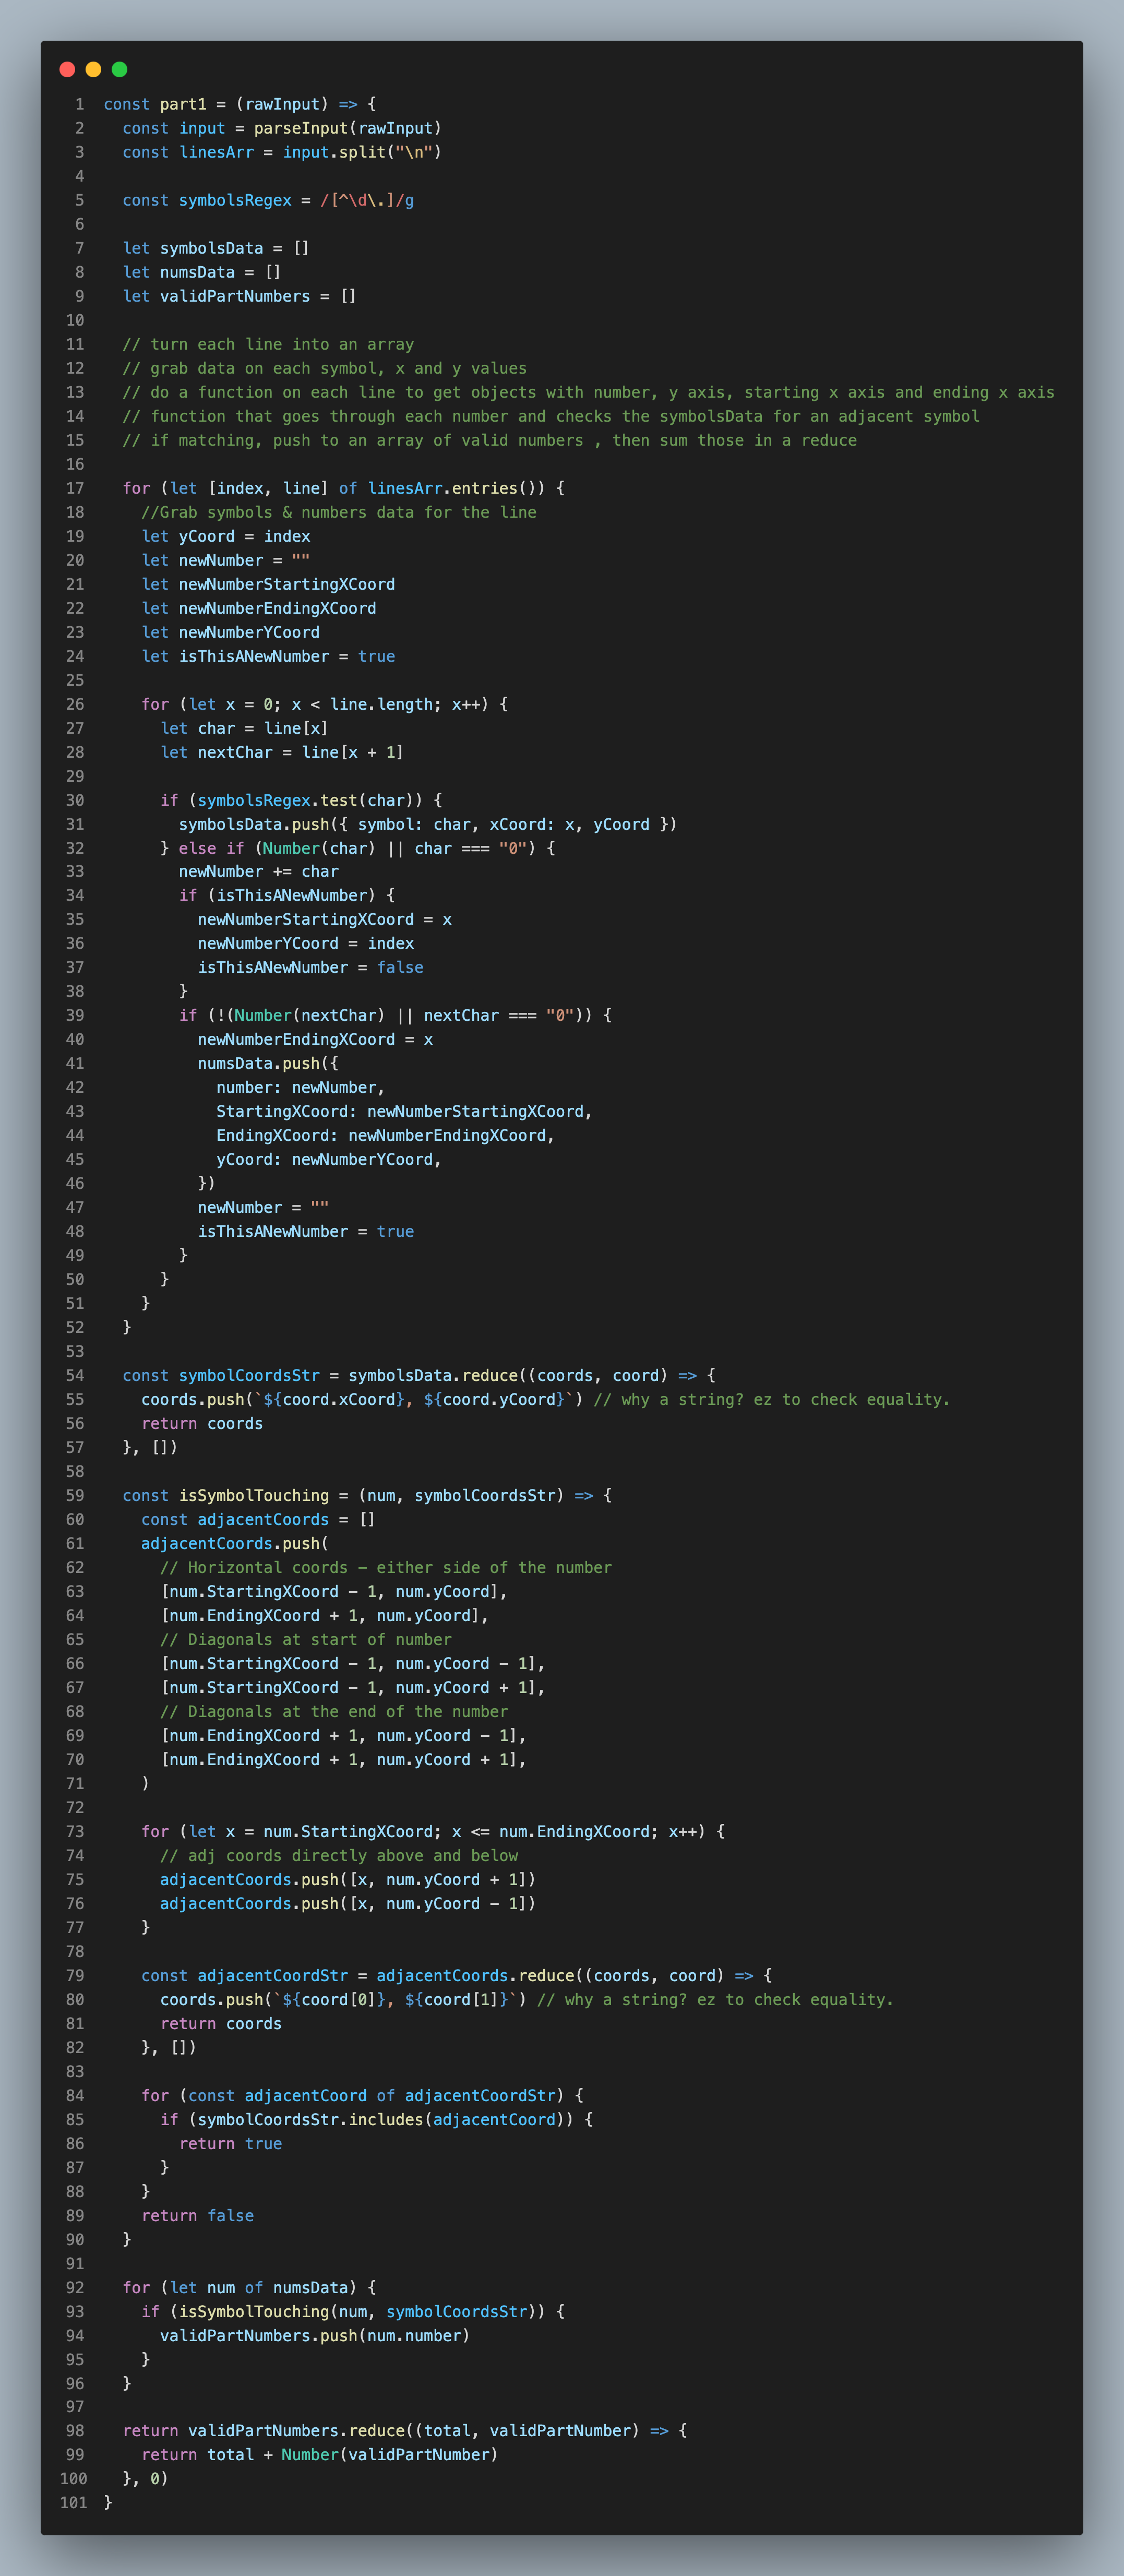 1 const part1 = (rawInput) => {
2   const input = parseInput(rawInput)
3   const linesArr = input.split("\n")
4
5   const symbolsRegex = /[^\d\.]/g
6
7   let symbolsData = []
8   let numsData = []
9   let validPartNumbers = []
10
11   // turn each line into an array
12   // grab data on each symbol, x and y values
13   // do a function on each line to get objects with number, y axis, starting x axis and ending x axis
14   // function that goes through each number and checks the symbolsData for an adjacent symbol
15   // if matching, push to an array of valid numbers , then sum those in a reduce
16
17   for (let [index, line] of linesArr.entries()) {
18     //Grab symbols & numbers data for the line
19     let yCoord = index
20     let newNumber = ""
21     let newNumberStartingXCoord
22     let newNumberEndingXCoord
23     let newNumberYCoord
24     let isThisANewNumber = true
25
26     for (let x = 0; x < line.length; x++) {
27       let char = line[x]
28       let nextChar = line[x + 1]
29
30       if (symbolsRegex.test(char)) {
31         symbolsData.push({ symbol: char, xCoord: x, yCoord })
32       } else if (Number(char) || char === "0") {
33         newNumber += char
34         if (isThisANewNumber) {
35           newNumberStartingXCoord = x
36           newNumberYCoord = index
37           isThisANewNumber = false
38         }
39         if (!(Number(nextChar) || nextChar === "0")) {
40           newNumberEndingXCoord = x
41           numsData.push({
42             number: newNumber,
43             StartingXCoord: newNumberStartingXCoord,
44             EndingXCoord: newNumberEndingXCoord,
45             yCoord: newNumberYCoord,
46           })
47           newNumber = ""
48           isThisANewNumber = true
49         }
50       }
51     }
52   }
53
54   const symbolCoordsStr = symbolsData.reduce((coords, coord) => {
55     coords.push(`${coord.xCoord}, ${coord.yCoord}`) // why a string? ez to check equality.
56     return coords
57   }, [])
58
59   const isSymbolTouching = (num, symbolCoordsStr) => {
60     const adjacentCoords = []
61     adjacentCoords.push(
62       // Horizontal coords – either side of the number
63       [num.StartingXCoord - 1, num.yCoord],
64       [num.EndingXCoord + 1, num.yCoord],
65       // Diagonals at start of number
66       [num.StartingXCoord - 1, num.yCoord - 1],
67       [num.StartingXCoord - 1, num.yCoord + 1],
68       // Diagonals at the end of the number
69       [num.EndingXCoord + 1, num.yCoord - 1],
70       [num.EndingXCoord + 1, num.yCoord + 1],
71     )
72
73     for (let x = num.StartingXCoord; x <= num.EndingXCoord; x++) {
74       // adj coords directly above and below
75       adjacentCoords.push([x, num.yCoord + 1])
76       adjacentCoords.push([x, num.yCoord - 1])
77     }
78
79     const adjacentCoordStr = adjacentCoords.reduce((coords, coord) => {
80       coords.push(`${coord[0]}, ${coord[1]}`) // why a string? ez to check equality.
81       return coords
82     }, [])
83
84     for (const adjacentCoord of adjacentCoordStr) {
85       if (symbolCoordsStr.includes(adjacentCoord)) {
86         return true
87       }
88     }
89     return false
90   }
91
92   for (let num of numsData) {
93     if (isSymbolTouching(num, symbolCoordsStr)) {
94       validPartNumbers.push(num.number)
95     }
96   }
97
98   return validPartNumbers.reduce((total, validPartNumber) => {
99     return total + Number(validPartNumber)
100   }, 0)
101 }